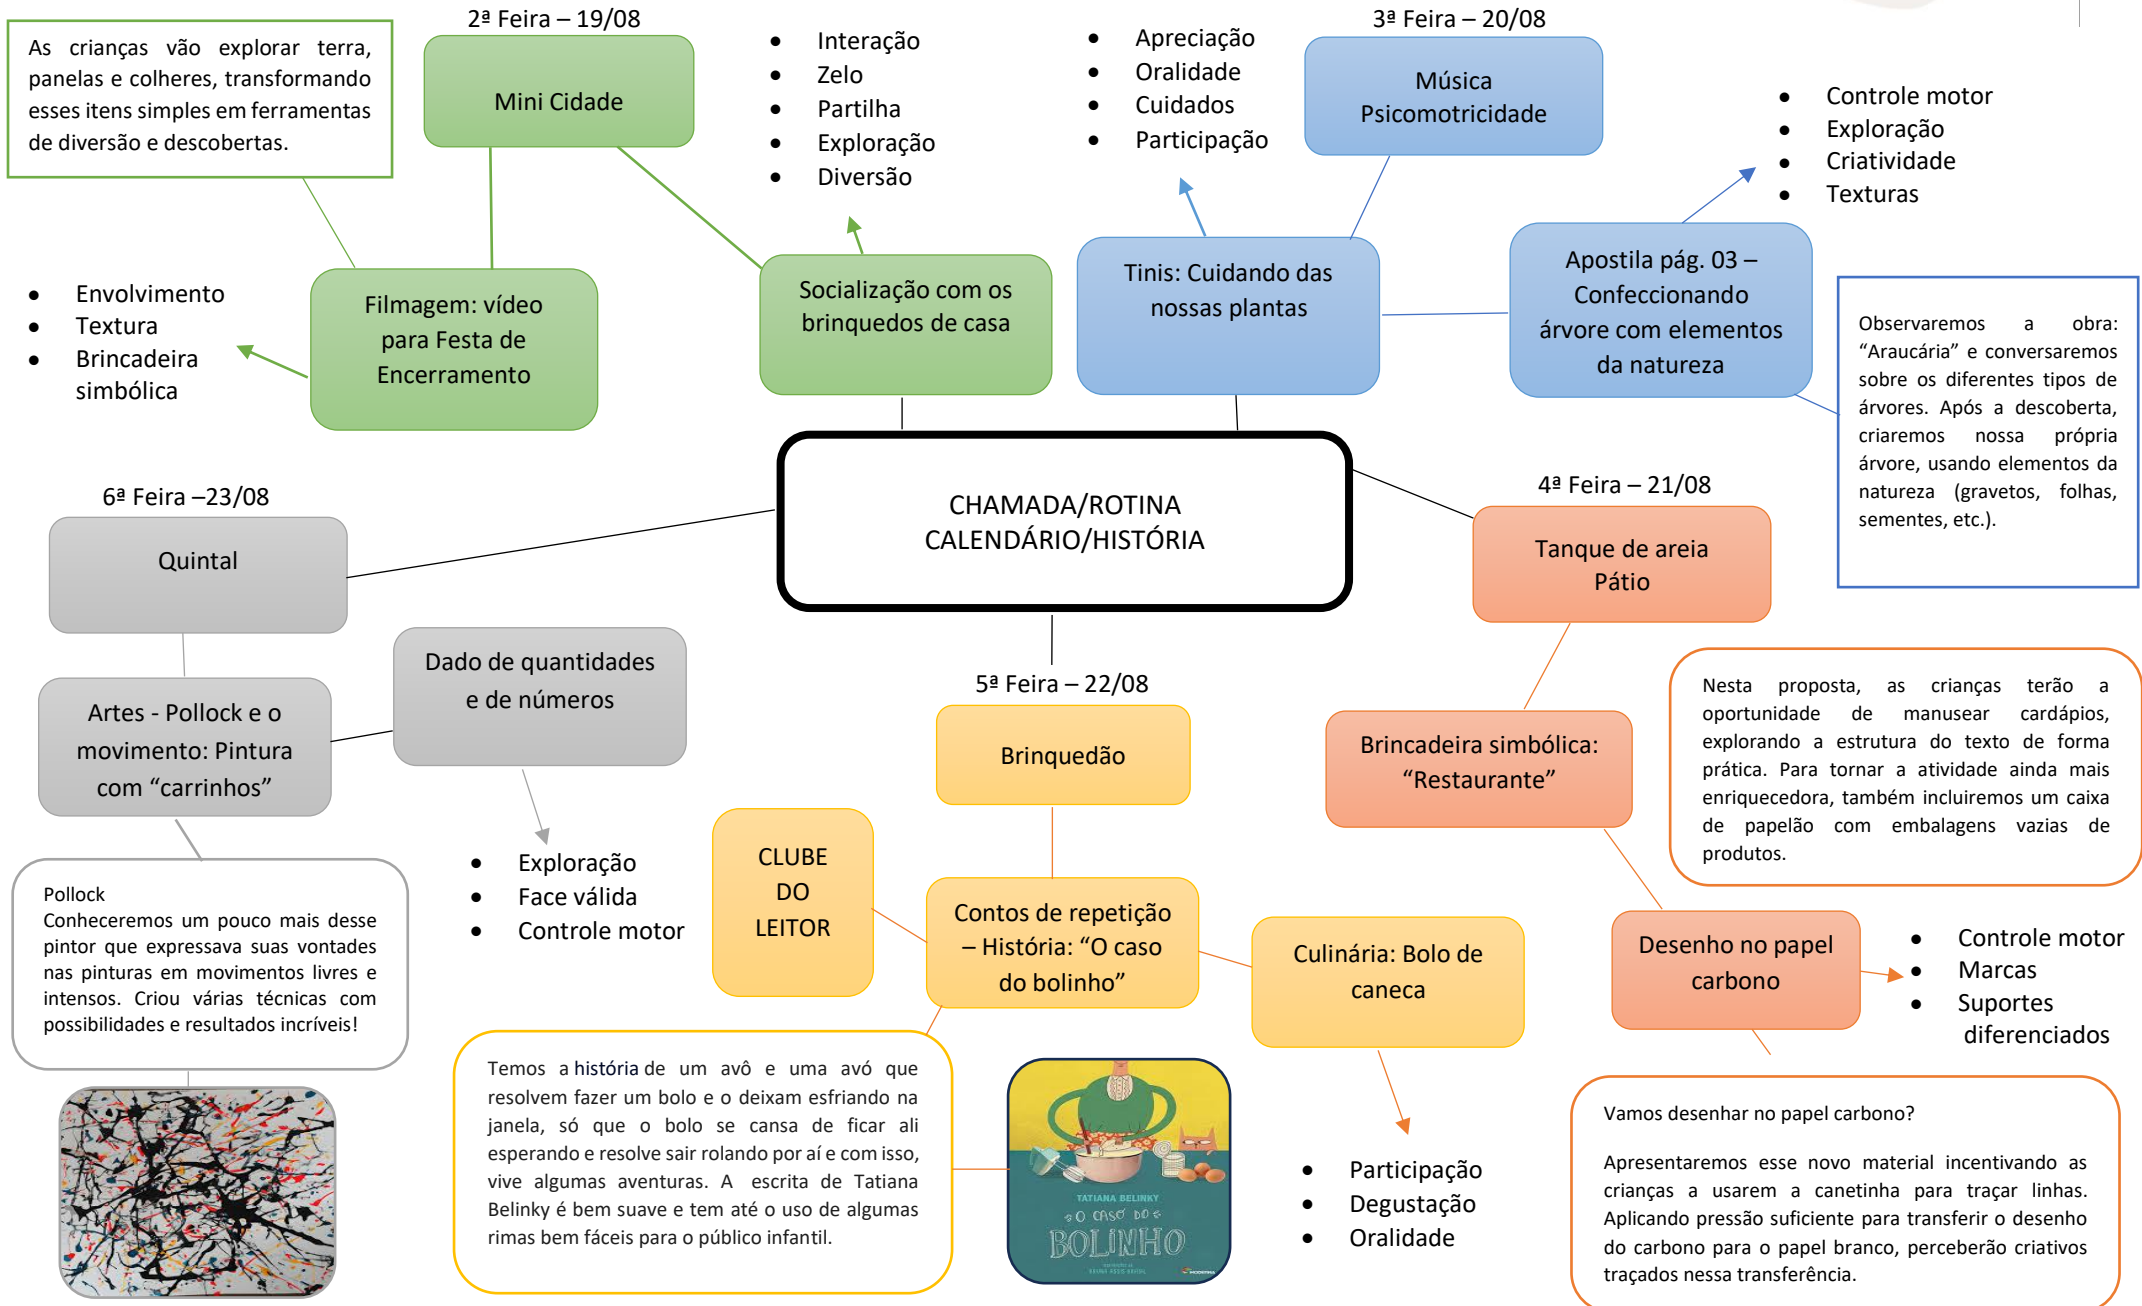 2ª Feira – 19/08
As crianças vão explorar terra,
panelas e colheres, transformando
esses itens simples em ferramentas
de diversão e descobertas.
Mini Cidade
• Interação
• Zelo
• Partilha
• Exploração
• Diversão
• Envolvimento
• Textura
• Brincadeira
simbólica
Filmagem: vídeo
para Festa de
Encerramento
Socialização com os
brinquedos de casa
3ª Feira – 20/08
• Apreciação
• Oralidade
• Cuidados
• Participação
Música
Psicomotricidade
• Controle motor
• Exploração
• Criatividade
• Texturas
Tinis: Cuidando das
nossas plantas
Apostila pág. 03 –
Confeccionando
árvore com elementos
da natureza
Observaremos a obra:
“Araucária” e conversaremos
sobre os diferentes tipos de
árvores. Após a descoberta,
criaremos nossa própria
árvore, usando elementos da
natureza (gravetos, folhas,
sementes, etc.).
CHAMADA/ROTINA
CALENDÁRIO/HISTÓRIA
4ª Feira – 21/08
Tanque de areia
Pátio
Brincadeira simbólica:
“Restaurante”
Nesta proposta, as crianças terão a
oportunidade de manusear cardápios,
explorando a estrutura do texto de forma
prática. Para tornar a atividade ainda mais
enriquecedora, também incluiremos um caixa
de papelão com embalagens vazias de
produtos.
Desenho no papel
carbono
• Controle motor
• Marcas
• Suportes
diferenciados
Vamos desenhar no papel carbono?
Apresentaremos esse novo material incentivando as
crianças a usarem a canetinha para traçar linhas.
Aplicando pressão suficiente para transferir o desenho
do carbono para o papel branco, perceberão criativos
traçados nessa transferência.
5ª Feira – 22/08
Brinquedão
CLUBE
DO
LEITOR
Contos de repetição
– História: “O caso
do bolinho”
Culinária: Bolo de
caneca
• Participação
• Degustação
• Oralidade
Temos a história de um avô e uma avó que
resolvem fazer um bolo e o deixam esfriando na
janela, só que o bolo se cansa de ficar ali
esperando e resolve sair rolando por aí e com isso,
vive algumas aventuras. A escrita de Tatiana
Belinky é bem suave e tem até o uso de algumas
rimas bem fáceis para o público infantil.
TATIANA BELINKY
O CASO DO
BOLINHO
MODERNA
6ª Feira –23/08
Quintal
Artes - Pollock e o
movimento: Pintura
com “carrinhos”
Dado de quantidades
e de números
• Exploração
• Face válida
• Controle motor
Pollock
Conheceremos um pouco mais desse
pintor que expressava suas vontades
nas pinturas em movimentos livres e
intensos. Criou várias técnicas com
possibilidades e resultados incríveis!